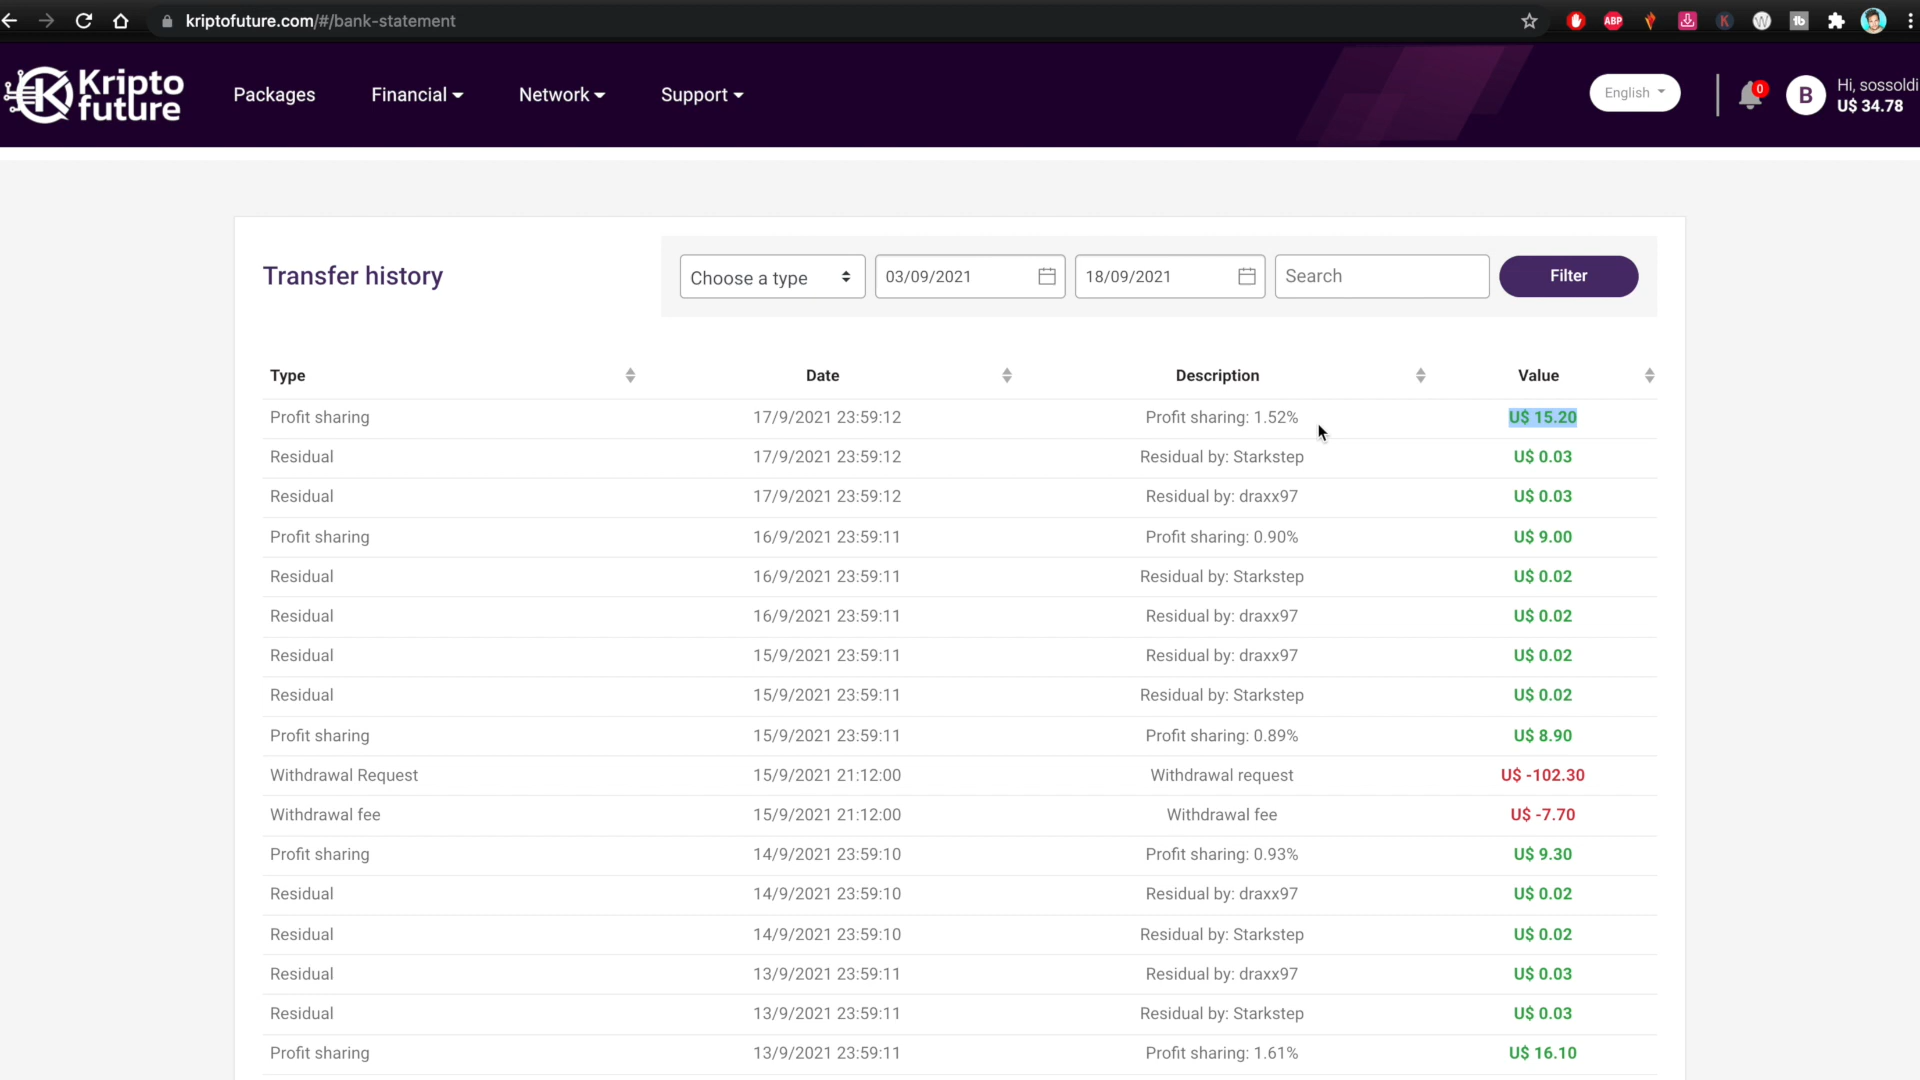 kriptofuture.com/#/bank-statement
ABP
K
W
tb
Kripto
future
Packages
Financial
Network
Support
English
0
B
Hi, sossoldi
U$ 34.78
Transfer history
Choose a type
03/09/2021
18/09/2021
Search
Filter
Type Date Description Value
Profit sharing 17/9/2021 23:59:12 Profit sharing: 1.52% U$ 15.20
Residual 17/9/2021 23:59:12 Residual by: Starkstep U$ 0.03
Residual 17/9/2021 23:59:12 Residual by: draxx97 U$ 0.03
Profit sharing 16/9/2021 23:59:11 Profit sharing: 0.90% U$ 9.00
Residual 16/9/2021 23:59:11 Residual by: Starkstep U$ 0.02
Residual 16/9/2021 23:59:11 Residual by: draxx97 U$ 0.02
Residual 15/9/2021 23:59:11 Residual by: draxx97 U$ 0.02
Residual 15/9/2021 23:59:11 Residual by: Starkstep U$ 0.02
Profit sharing 15/9/2021 23:59:11 Profit sharing: 0.89% U$ 8.90
Withdrawal Request 15/9/2021 21:12:00 Withdrawal request U$ -102.30
Withdrawal fee 15/9/2021 21:12:00 Withdrawal fee U$ -7.70
Profit sharing 14/9/2021 23:59:10 Profit sharing: 0.93% U$ 9.30
Residual 14/9/2021 23:59:10 Residual by: draxx97 U$ 0.02
Residual 14/9/2021 23:59:10 Residual by: Starkstep U$ 0.02
Residual 13/9/2021 23:59:11 Residual by: draxx97 U$ 0.03
Residual 13/9/2021 23:59:11 Residual by: Starkstep U$ 0.03
Profit sharing 13/9/2021 23:59:11 Profit sharing: 1.61% U$ 16.10